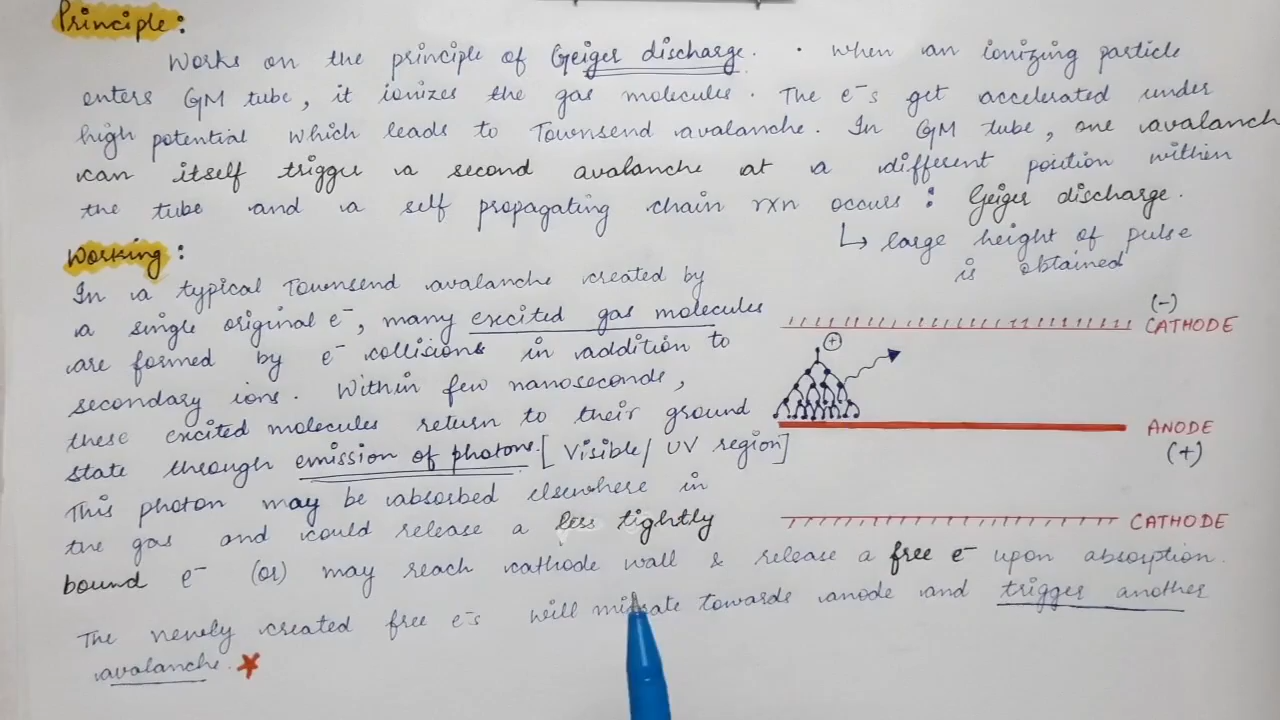 Principle :
Works on the principle of Geiger discharge. · When an ionizing particle
enters GM tube, it ionizes the gas molecules. The e⁻s get accelerated under
high potential which leads to Townsend avalanche. In GM tube, one avalanch
can itself trigger a second avalanche at a different position within
the tube and a self propagating chain rxn occurs : Geiger discharge.
↳ large height of pulse
is obtained
Working :
In a typical Townsend avalanche created by
a single original e⁻, many excited gas molecules
are formed by e⁻ collisions in addition to
secondary ions. Within few nanoseconds,
these excited molecules return to their ground
state through emission of photons. [Visible/ UV region]
This photon may be absorbed elsewhere in
the gas and could release a less tightly
bound e⁻ (or) may reach cathode wall & release a free e⁻ upon absorption.
The newly created free e⁻s will migrate towards anode and trigger another
avalanche.
(-)
CATHODE
+
ANODE
(+)
CATHODE